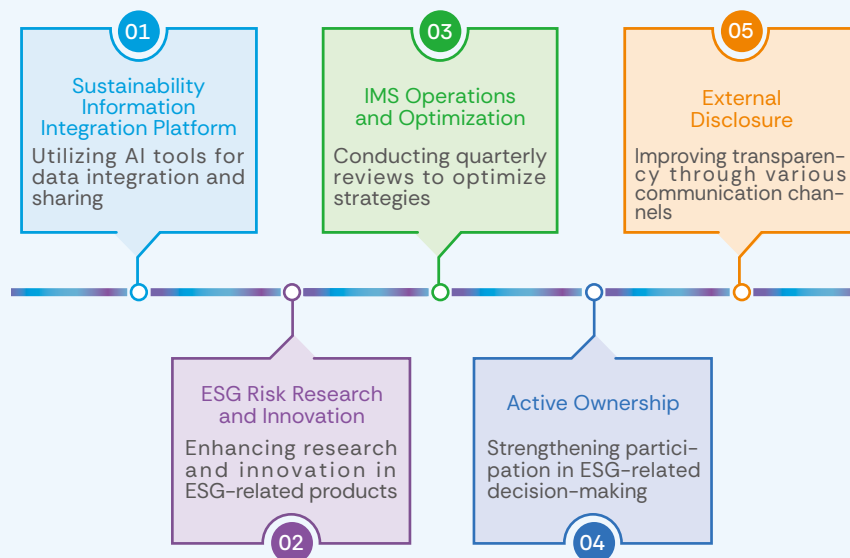 01
Sustainability
Information
Integration Platform
Utilizing AI tools for
data integration and
sharing
02
ESG Risk Research
and Innovation
Enhancing research
and innovation in
ESG-related products
03
IMS Operations
and Optimization
Conducting quarterly
reviews to optimize
strategies
04
Active Ownership
Strengthening partici-
pation in ESG-related
decision-making
05
External
Disclosure
Improving transparen-
cy through various
communication chan-
nels